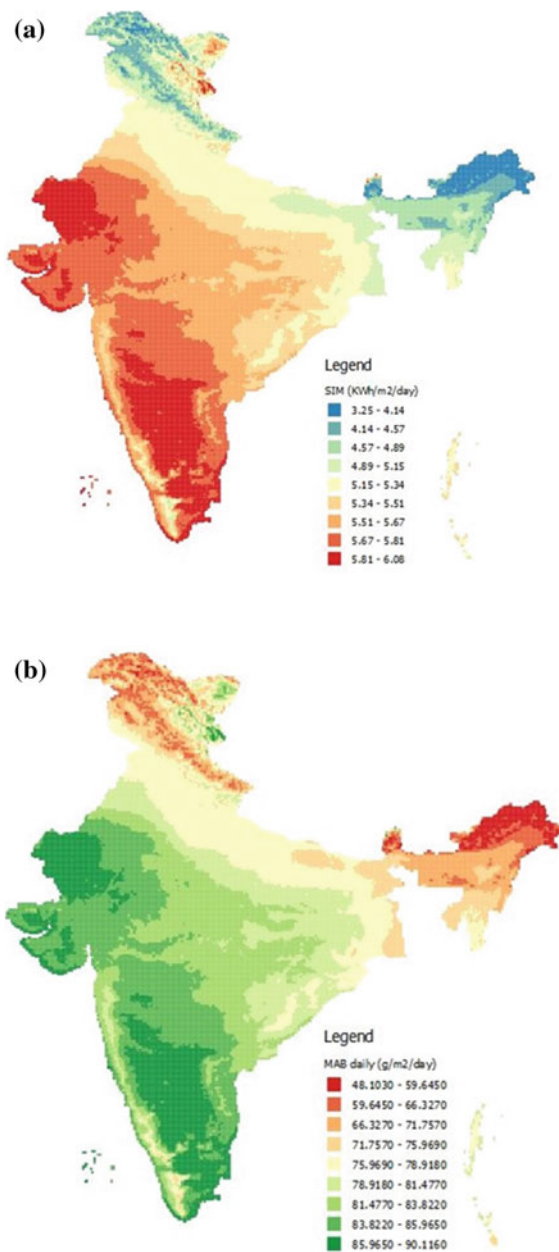 (a)
Legend
SIM (KWh/m2/day)
3.25 - 4.14
4.14 - 4.57
4.57 - 4.89
4.89 - 5.15
5.15 - 5.34
5.34 - 5.51
5.51 - 5.67
5.67 - 5.81
5.81 - 6.08
(b)
Legend
MAB daily (g/m2/day)
48.1030 - 59.6450
59.6450 - 66.3270
66.3270 - 71.7570
71.7570 - 75.9690
75.9690 - 78.9180
78.9180 - 81.4770
81.4770 - 83.8220
83.8220 - 85.9650
85.9650 - 90.1160